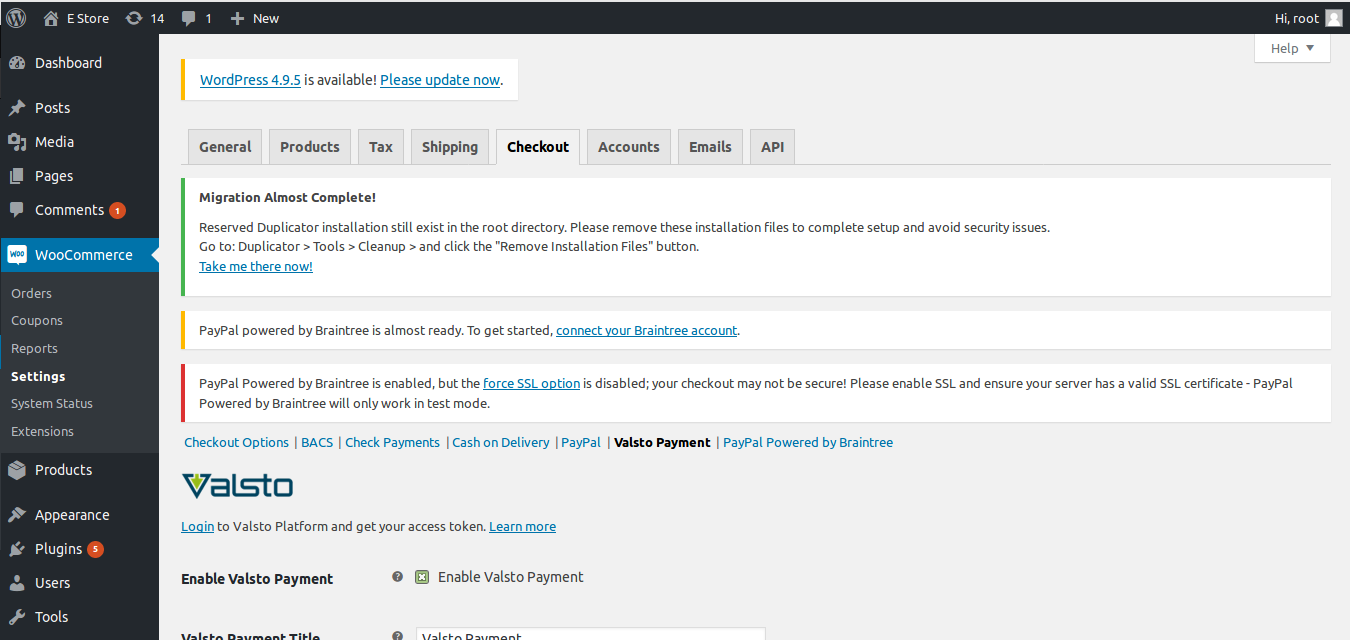 E Store 14 1 New Hi, root
Help
Dashboard
Posts
Media
Pages
Comments 1
WooCommerce
Orders
Coupons
Reports
Settings
System Status
Extensions
Products
Appearance
Plugins 5
Users
Tools
WordPress 4.9.5 is available! Please update now.
General Products Tax Shipping Checkout Accounts Emails API
Migration Almost Complete!
Reserved Duplicator installation still exist in the root directory. Please remove these installation files to complete setup and avoid security issues.
Go to: Duplicator > Tools > Cleanup > and click the "Remove Installation Files" button.
Take me there now!
PayPal powered by Braintree is almost ready. To get started, connect your Braintree account.
PayPal Powered by Braintree is enabled, but the force SSL option is disabled; your checkout may not be secure! Please enable SSL and ensure your server has a valid SSL certificate - PayPal
Powered by Braintree will only work in test mode.
Checkout Options | BACS | Check Payments | Cash on Delivery | PayPal | Valsto Payment | PayPal Powered by Braintree
Valsto
Login to Valsto Platform and get your access token. Learn more
Enable Valsto Payment ? Enable Valsto Payment
Valsto Payment Title ? Valsto Payment